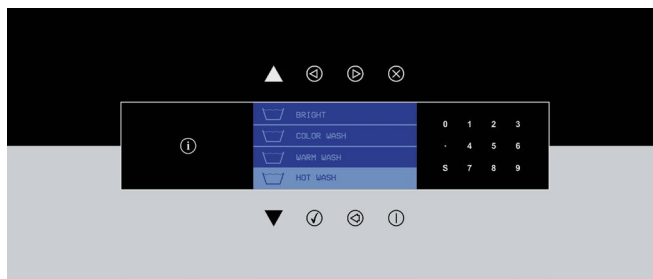 BRIGHT
COLOR WASH
WARM WASH
HOT WASH
0 1 2 3
. 4 5 6
S 7 8 9
i